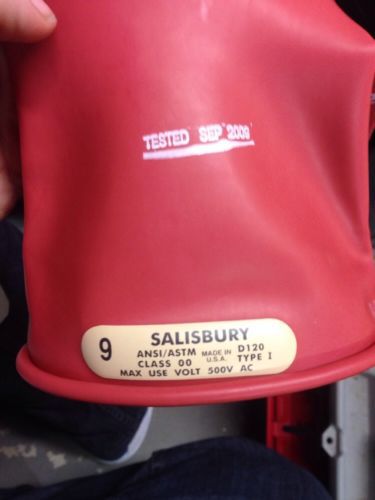 TESTED SEP 2009
9
SALISBURY
ANSI/ASTM MADE IN U.S.A. D120
CLASS 00 TYPE I
MAX USE VOLT 500V AC